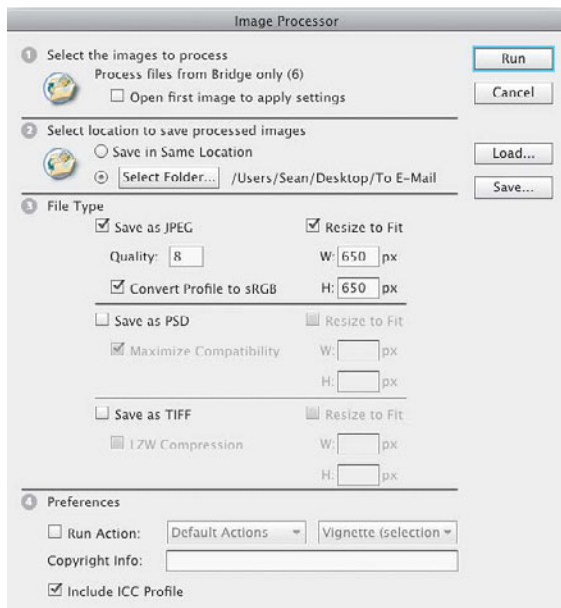 Image Processor
1 Select the images to process
Process files from Bridge only (6)
Open first image to apply settings
Run
Cancel
2 Select location to save processed images
Save in Same Location
Select Folder... /Users/Sean/Desktop/To E-Mail
Load...
Save...
3 File Type
Save as JPEG Resize to Fit
Quality: 8 W: 650 px
Convert Profile to sRGB H: 650 px
Save as PSD Resize to Fit
Maximize Compatibility W: px
H: px
Save as TIFF Resize to Fit
LZW Compression W: px
H: px
4 Preferences
Run Action: Default Actions Vignette (selection
Copyright Info:
Include ICC Profile